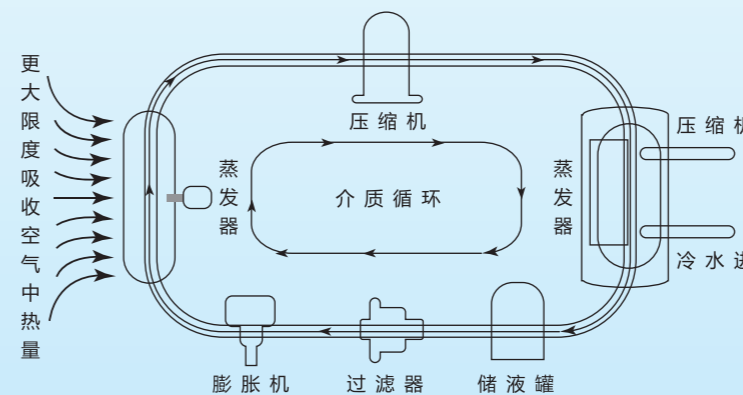 更大限度吸收空气中热量
压缩机
蒸发器
介质循环
蒸发器
压缩机
冷水进
膨胀机
过滤器
储液罐